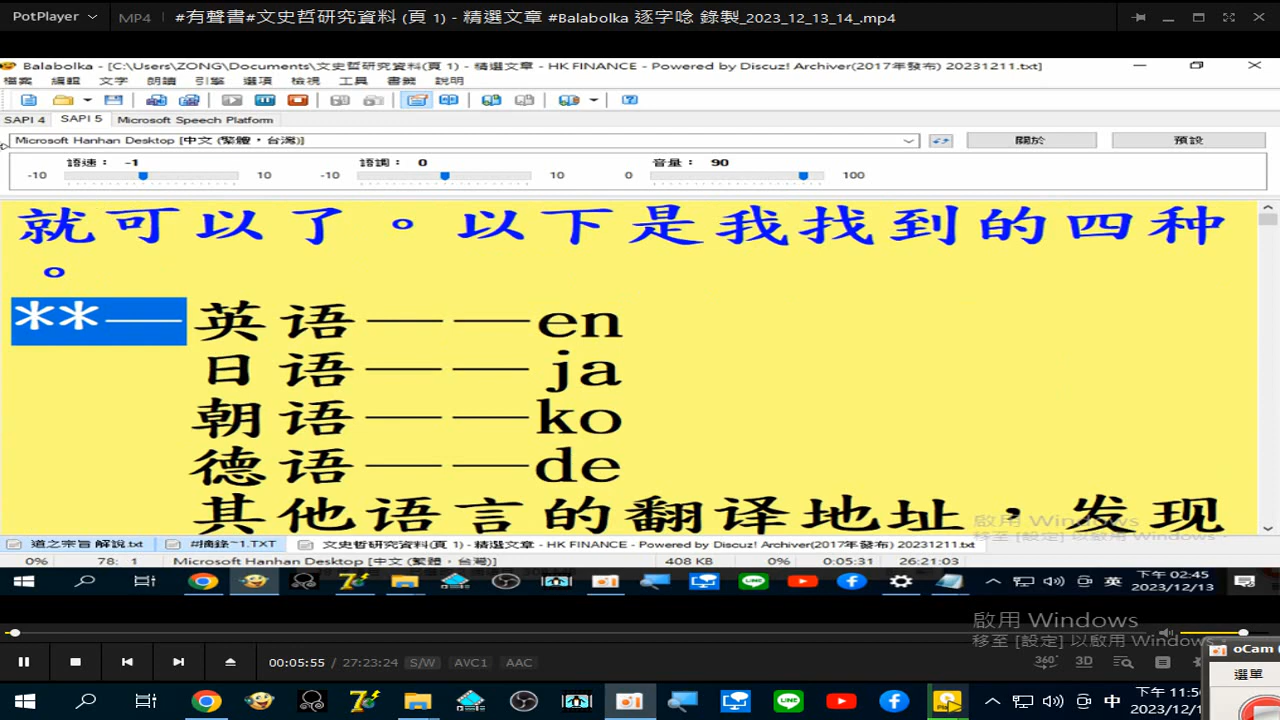 PotPlayer MP4 #有聲書#文史哲研究資料 (頁 1) - 精選文章 #Balabolka 逐字唸 錄製_2023_12_13_14_.mp4
Balabolka - [C:\Users\ZONG\Documents\文史哲研究資料(頁 1) - 精選文章 - HK FINANCE - Powered by Discuz! Archiver(2017年發布) 20231211.txt]
檔案 編輯 文字 朗讀 引擎 選項 檢視 工具 書籤 說明
SAPI 4 SAPI 5 Microsoft Speech Platform
Microsoft Hanhan Desktop [中文 (繁體，台灣)] 關於 預設
語速： -1 語調： 0 音量： 90
-10 10 -10 10 0 100
就可以了。以下是我找到的四种
。
**—英语——en
日语——ja
朝语——ko
德语——de
其他语言的翻译地址，发现
啟用 Windows
移至 [設定] 以啟用 Windows。
道之宗旨 解說.txt #摘錄~1.TXT 文史哲研究資料(頁 1) - 精選文章 - HK FINANCE - Powered by Discuz! Archiver(2017年發布) 20231211.txt
0% 78: 1 Microsoft Hanhan Desktop [中文 (繁體，台灣)] 408 KB 0% 0:05:31 26:21:03
英 下午 02:45
2023/12/13
啟用 Windows
移至 [設定] 以啟用 Windows。
00:05:55 / 27:23:24 S/W AVC1 AAC 360° 3D
oCam
選單
中 下午 11:50
2023/12/1